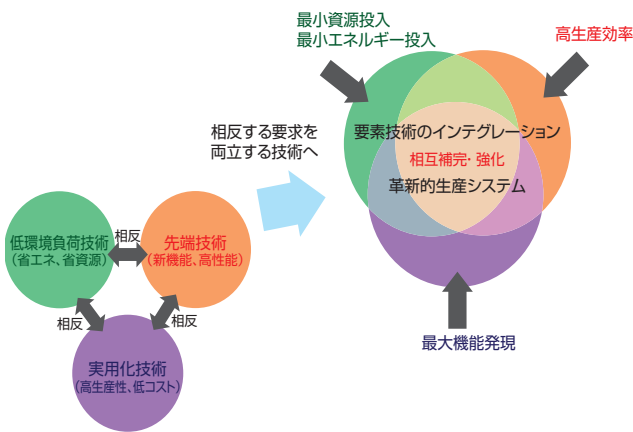 最小資源投入
最小エネルギー投入
高生産効率
相反する要求を
両立する技術へ
要素技術のインテグレーション
相互補完・強化
革新的生産システム
低環境負荷技術
（省エネ、省資源）
相反
先端技術
（新機能、高性能）
相反
相反
実用化技術
（高生産性、低コスト）
最大機能発現